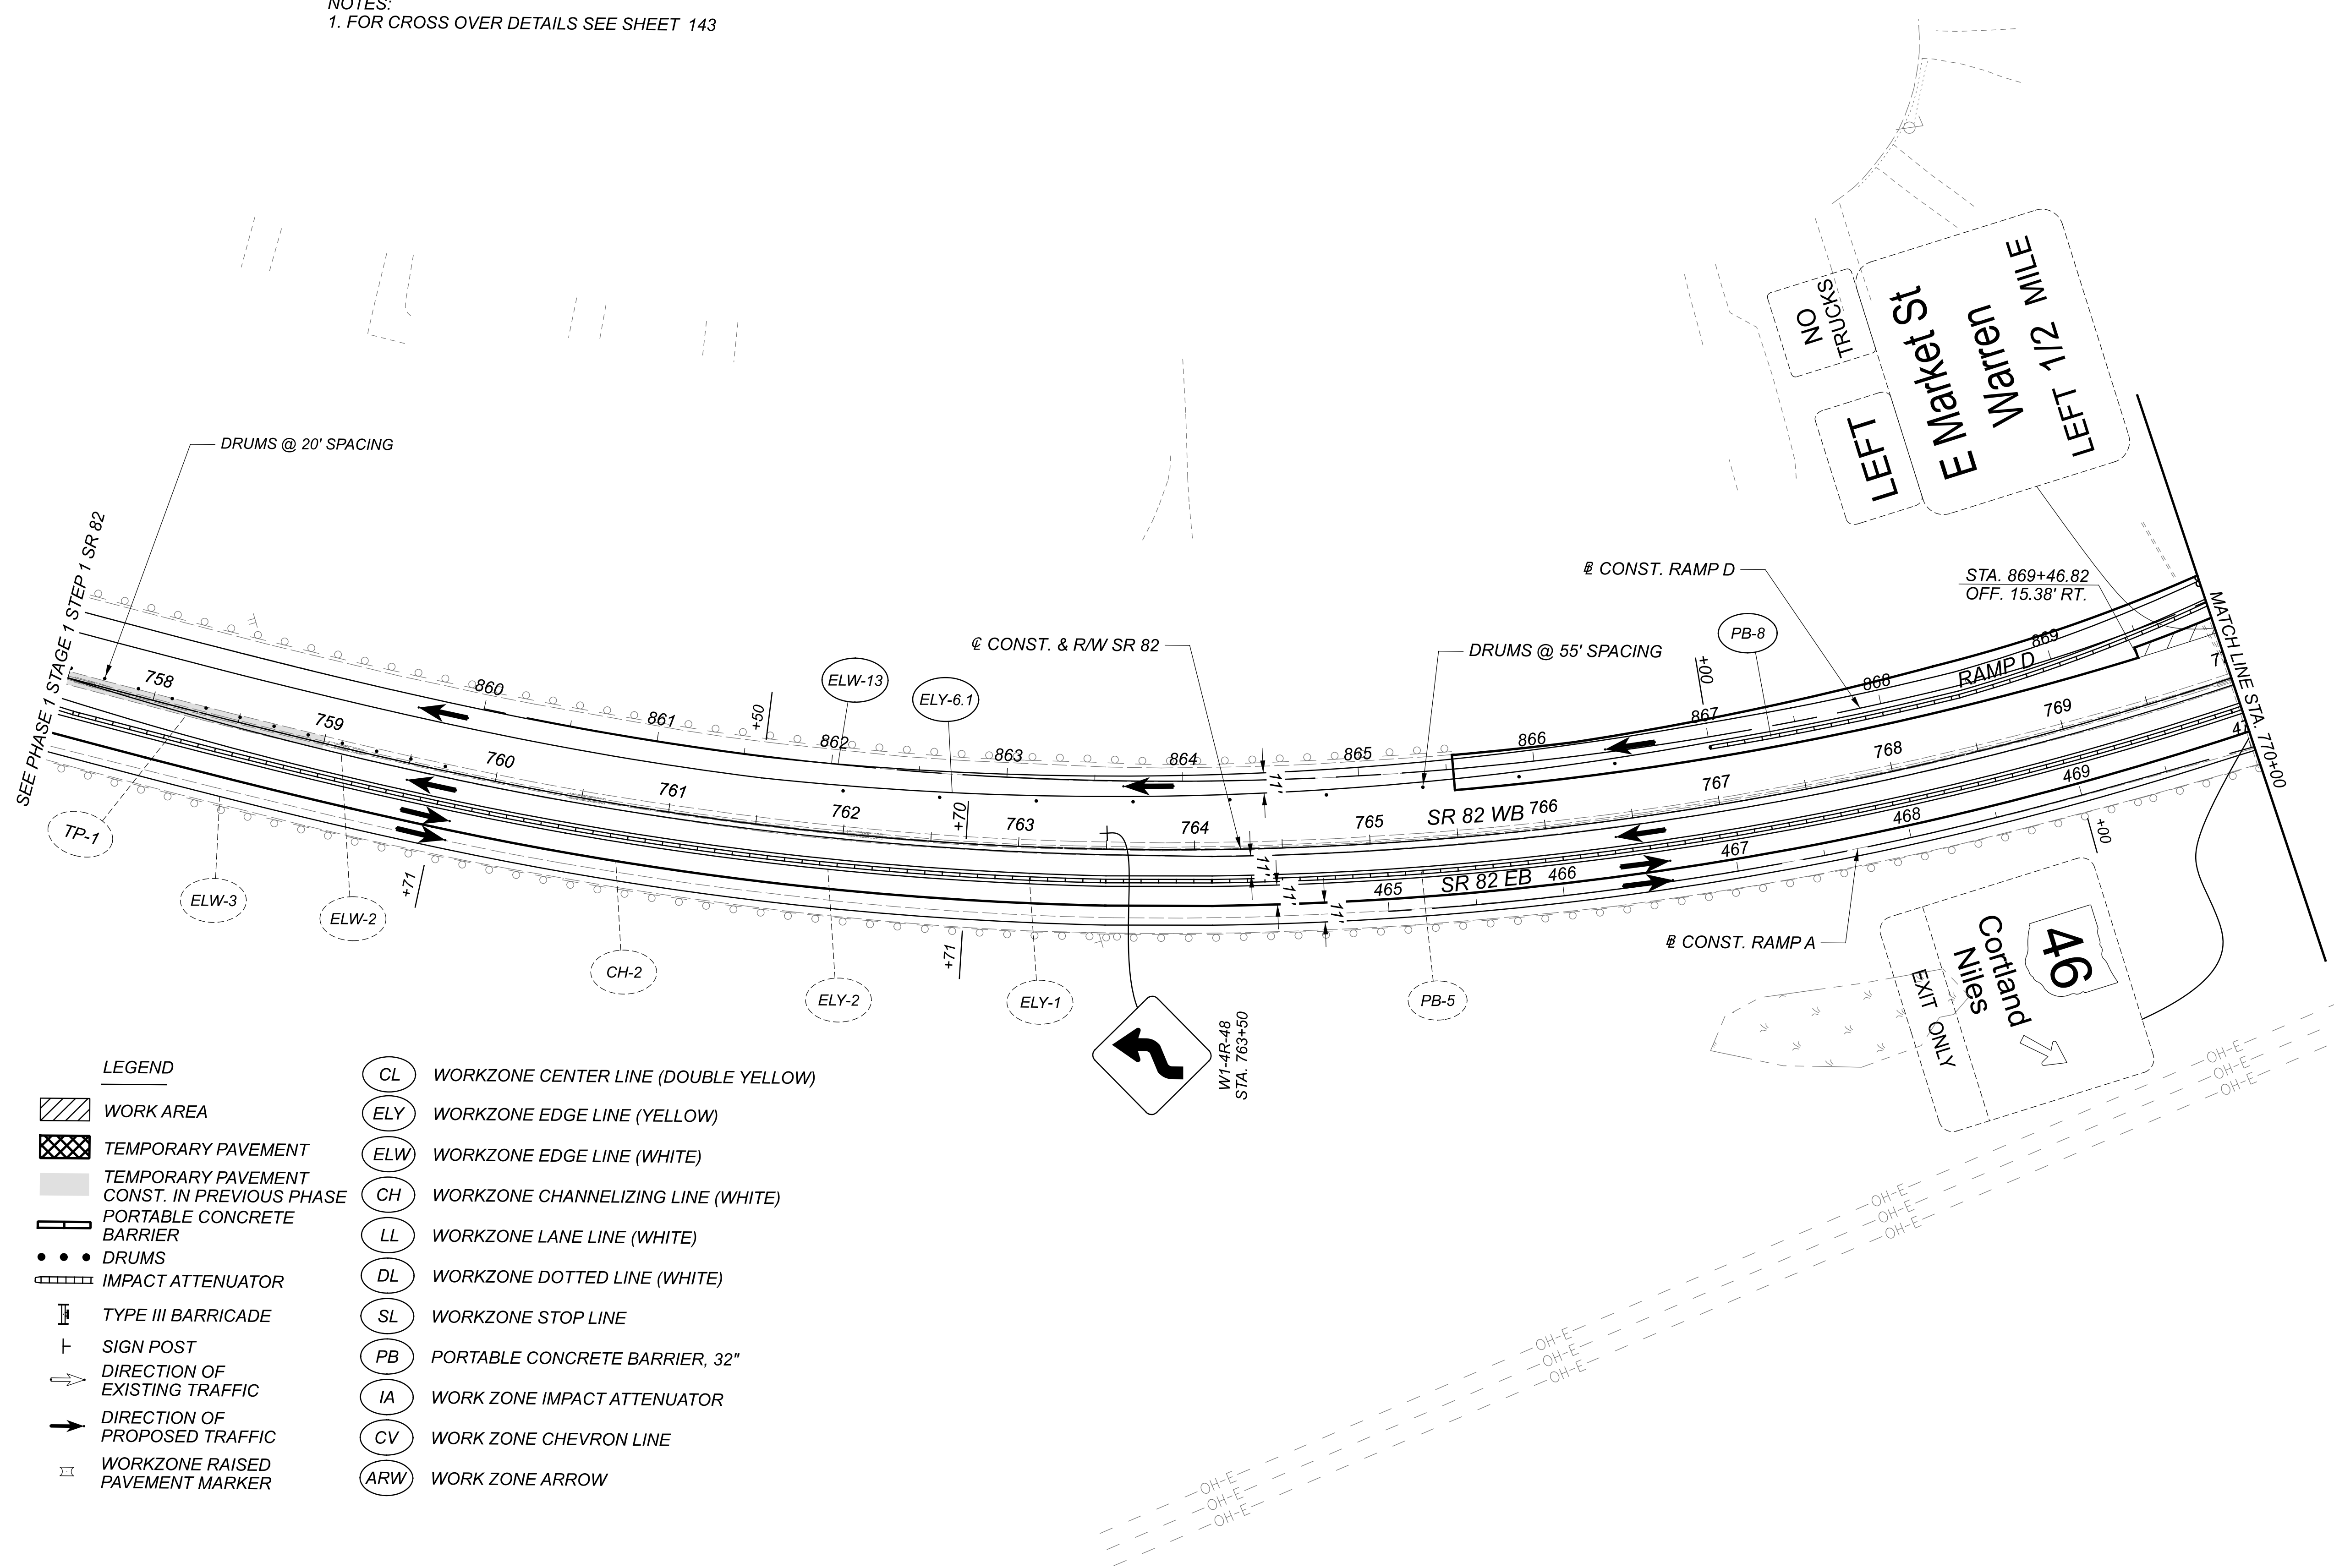 NOTES:
1. FOR CROSS OVER DETAILS SEE SHEET 143
NO
TRUCKS
LEFT
E Market St
Warren
LEFT 1/2 MILE
DRUMS @ 20' SPACING
SEE PHASE 1 STAGE 1 STEP 1 SR 82
℄ CONST. & R/W SR 82
DRUMS @ 55' SPACING
CONST. RAMP D
PB-8
STA. 869+46.82
OFF. 15.38' RT.
MATCH LINE STA. 770+00
ELW-13
ELY-6.1
+50
+70
+00
860
861
862
863
864
865
866
867
868
869
RAMP D
758
759
760
761
762
763
764
765
SR 82 WB
766
767
768
769
11'
11'
11'
11'
465
SR 82 EB
466
467
468
469
+00
CONST. RAMP A
TP-1
ELW-3
ELW-2
+71
CH-2
ELY-2
+71
ELY-1
PB-5
W1-4R-48
STA. 763+50
46
Cortland
Niles
EXIT ONLY
LEGEND
WORK AREA
TEMPORARY PAVEMENT
TEMPORARY PAVEMENT
CONST. IN PREVIOUS PHASE
PORTABLE CONCRETE
BARRIER
DRUMS
IMPACT ATTENUATOR
TYPE III BARRICADE
SIGN POST
DIRECTION OF
EXISTING TRAFFIC
DIRECTION OF
PROPOSED TRAFFIC
WORKZONE RAISED
PAVEMENT MARKER
CL WORKZONE CENTER LINE (DOUBLE YELLOW)
ELY WORKZONE EDGE LINE (YELLOW)
ELW WORKZONE EDGE LINE (WHITE)
CH WORKZONE CHANNELIZING LINE (WHITE)
LL WORKZONE LANE LINE (WHITE)
DL WORKZONE DOTTED LINE (WHITE)
SL WORKZONE STOP LINE
PB PORTABLE CONCRETE BARRIER, 32"
IA WORK ZONE IMPACT ATTENUATOR
CV WORK ZONE CHEVRON LINE
ARW WORK ZONE ARROW
OH-E
OH-E
OH-E
OH-E
OH-E
OH-E
OH-E
OH-E
OH-E
OH-E
OH-E
OH-E